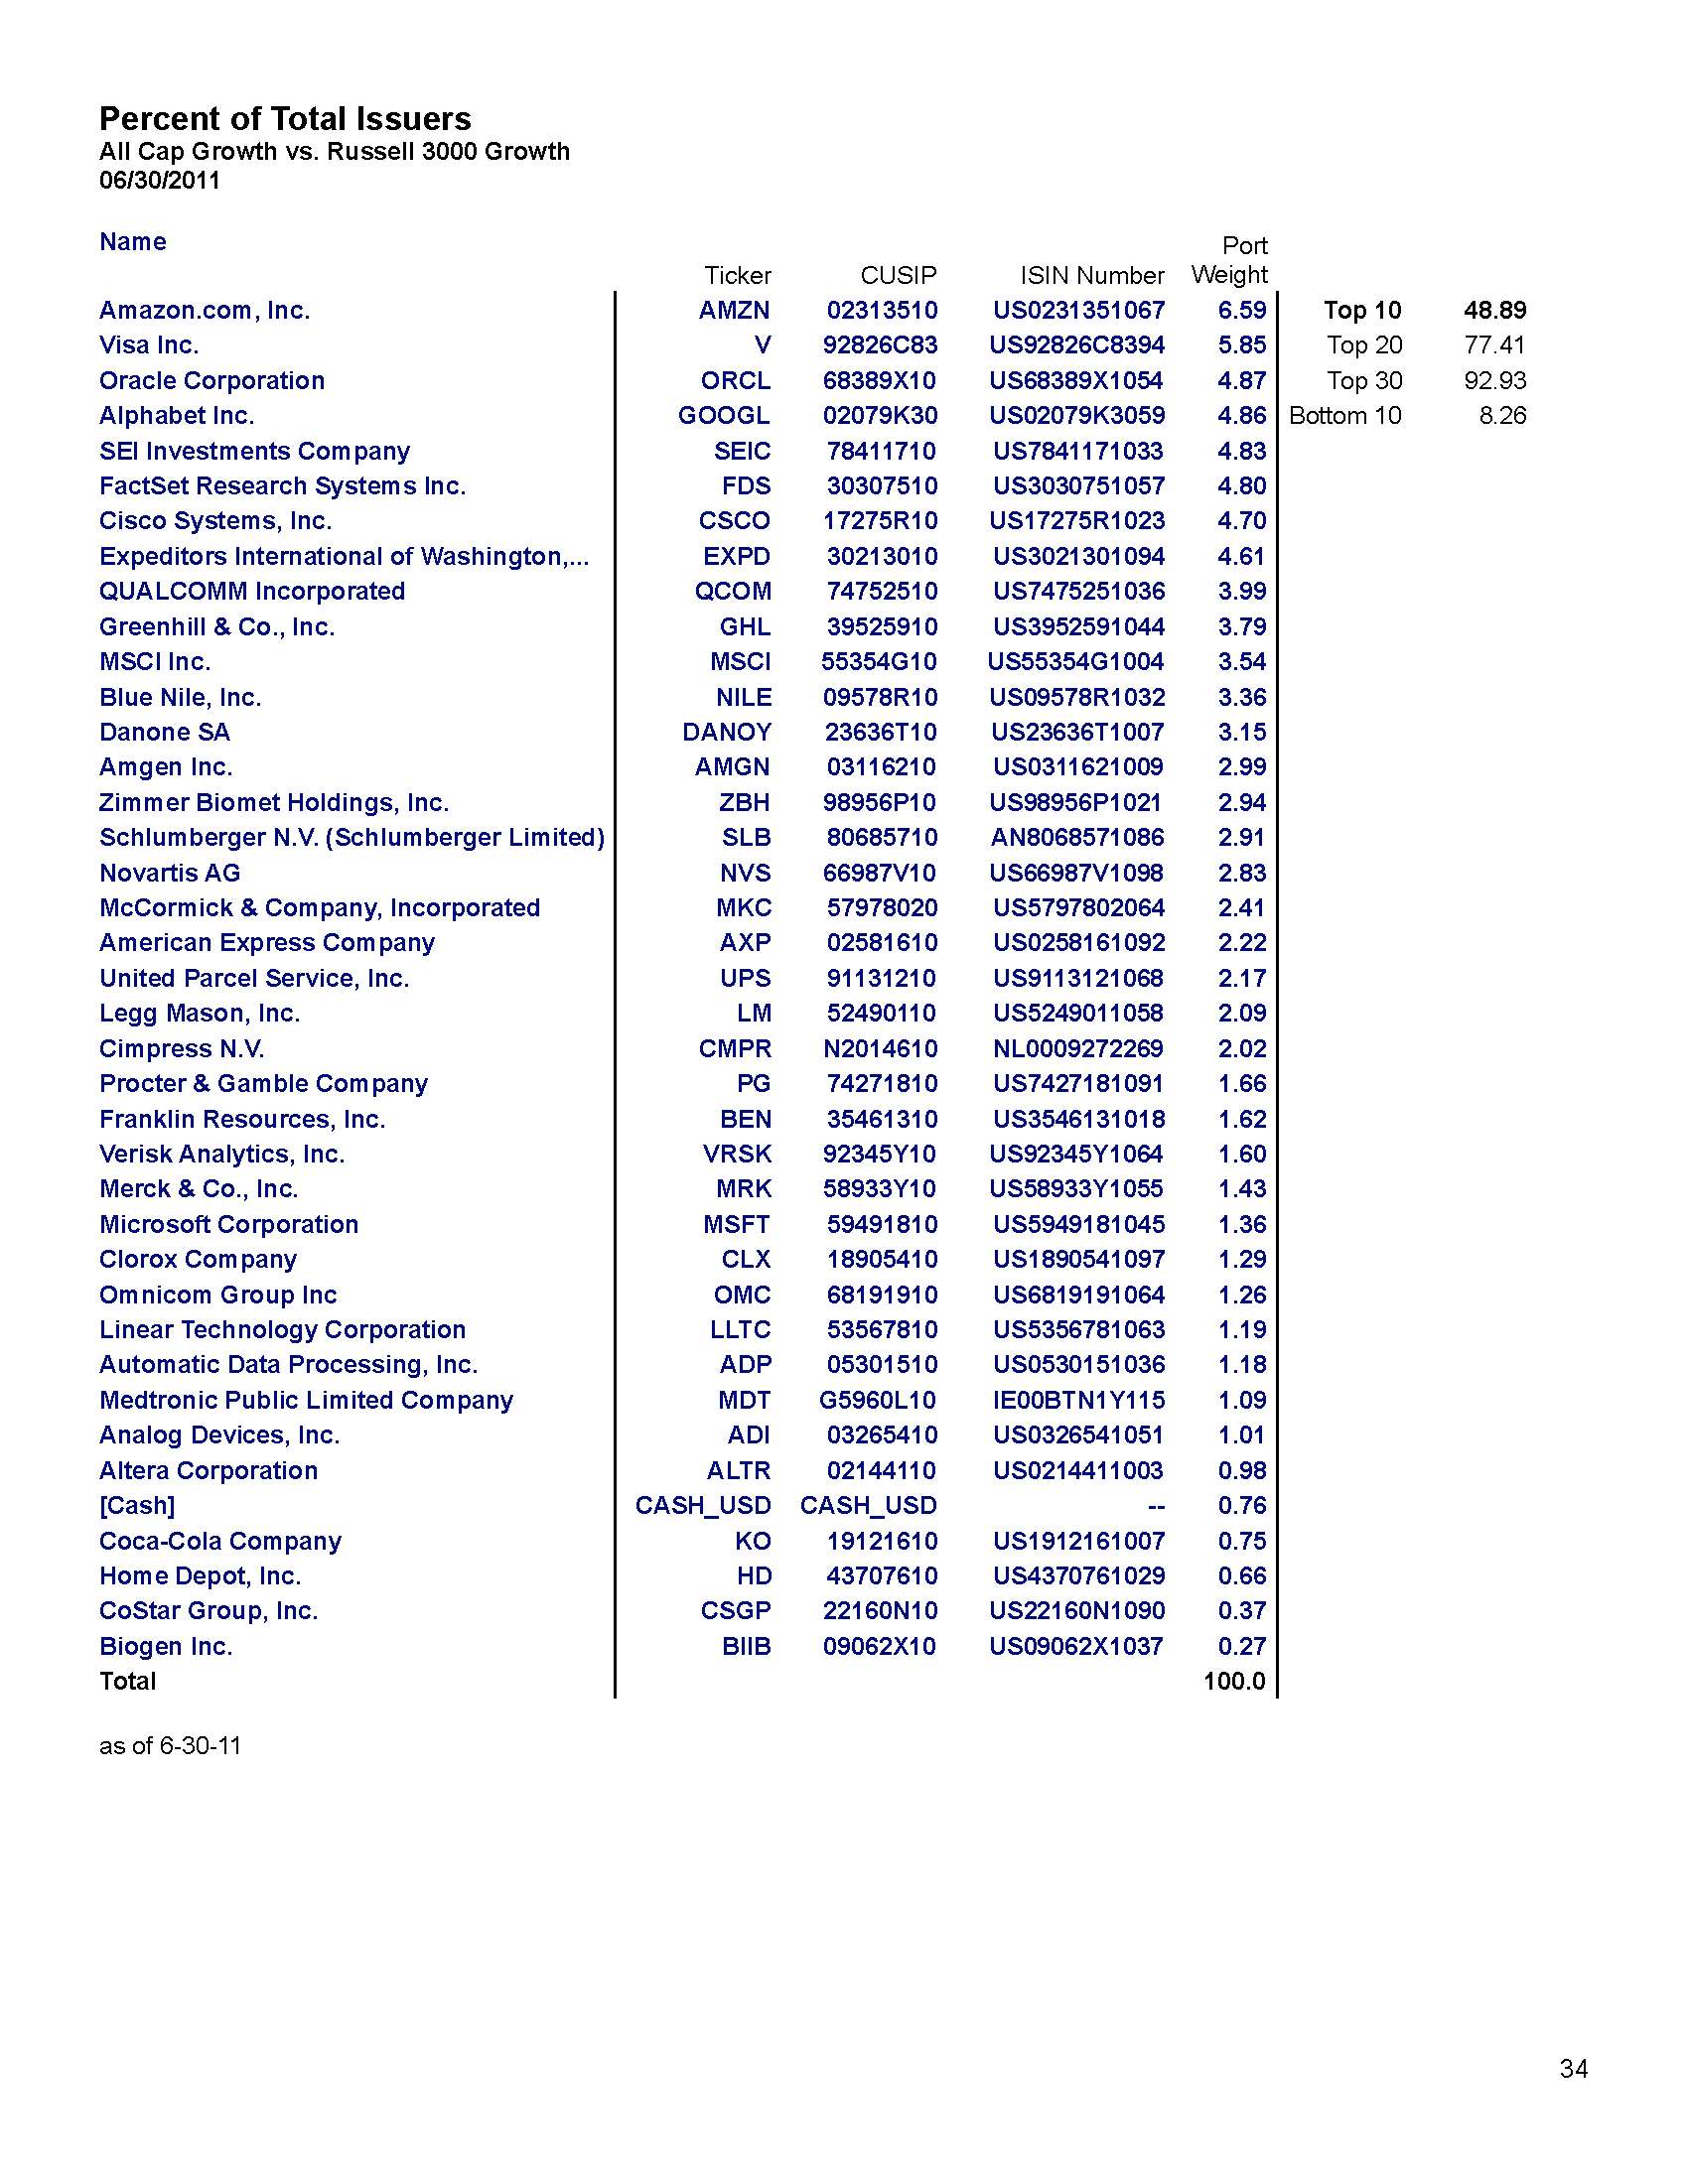 Percent of Total Issuers
All Cap Growth vs. Russell 3000 Growth
06/30/2011
Name Ticker CUSIP ISIN Number Port Weight
Amazon.com, Inc. AMZN 02313510 US0231351067 6.59 Top 10 48.89
Visa Inc. V 92826C83 US92826C8394 5.85 Top 20 77.41
Oracle Corporation ORCL 68389X10 US68389X1054 4.87 Top 30 92.93
Alphabet Inc. GOOGL 02079K30 US02079K3059 4.86 Bottom 10 8.26
SEI Investments Company SEIC 78411710 US7841171033 4.83
FactSet Research Systems Inc. FDS 30307510 US3030751057 4.80
Cisco Systems, Inc. CSCO 17275R10 US17275R1023 4.70
Expeditors International of Washington,... EXPD 30213010 US3021301094 4.61
QUALCOMM Incorporated QCOM 74752510 US7475251036 3.99
Greenhill & Co., Inc. GHL 39525910 US3952591044 3.79
MSCI Inc. MSCI 55354G10 US55354G1004 3.54
Blue Nile, Inc. NILE 09578R10 US09578R1032 3.36
Danone SA DANOY 23636T10 US23636T1007 3.15
Amgen Inc. AMGN 03116210 US0311621009 2.99
Zimmer Biomet Holdings, Inc. ZBH 98956P10 US98956P1021 2.94
Schlumberger N.V. (Schlumberger Limited) SLB 80685710 AN8068571086 2.91
Novartis AG NVS 66987V10 US66987V1098 2.83
McCormick & Company, Incorporated MKC 57978020 US5797802064 2.41
American Express Company AXP 02581610 US0258161092 2.22
United Parcel Service, Inc. UPS 91131210 US9113121068 2.17
Legg Mason, Inc. LM 52490110 US5249011058 2.09
Cimpress N.V. CMPR N2014610 NL0009272269 2.02
Procter & Gamble Company PG 74271810 US7427181091 1.66
Franklin Resources, Inc. BEN 35461310 US3546131018 1.62
Verisk Analytics, Inc. VRSK 92345Y10 US92345Y1064 1.60
Merck & Co., Inc. MRK 58933Y10 US58933Y1055 1.43
Microsoft Corporation MSFT 59491810 US5949181045 1.36
Clorox Company CLX 18905410 US1890541097 1.29
Omnicom Group Inc OMC 68191910 US6819191064 1.26
Linear Technology Corporation LLTC 53567810 US5356781063 1.19
Automatic Data Processing, Inc. ADP 05301510 US0530151036 1.18
Medtronic Public Limited Company MDT G5960L10 IE00BTN1Y115 1.09
Analog Devices, Inc. ADI 03265410 US0326541051 1.01
Altera Corporation ALTR 02144110 US0214411003 0.98
[Cash] CASH_USD CASH_USD -- 0.76
Coca-Cola Company KO 19121610 US1912161007 0.75
Home Depot, Inc. HD 43707610 US4370761029 0.66
CoStar Group, Inc. CSGP 22160N10 US22160N1090 0.37
Biogen Inc. BIIB 09062X10 US09062X1037 0.27
Total 100.0
as of 6-30-11
34